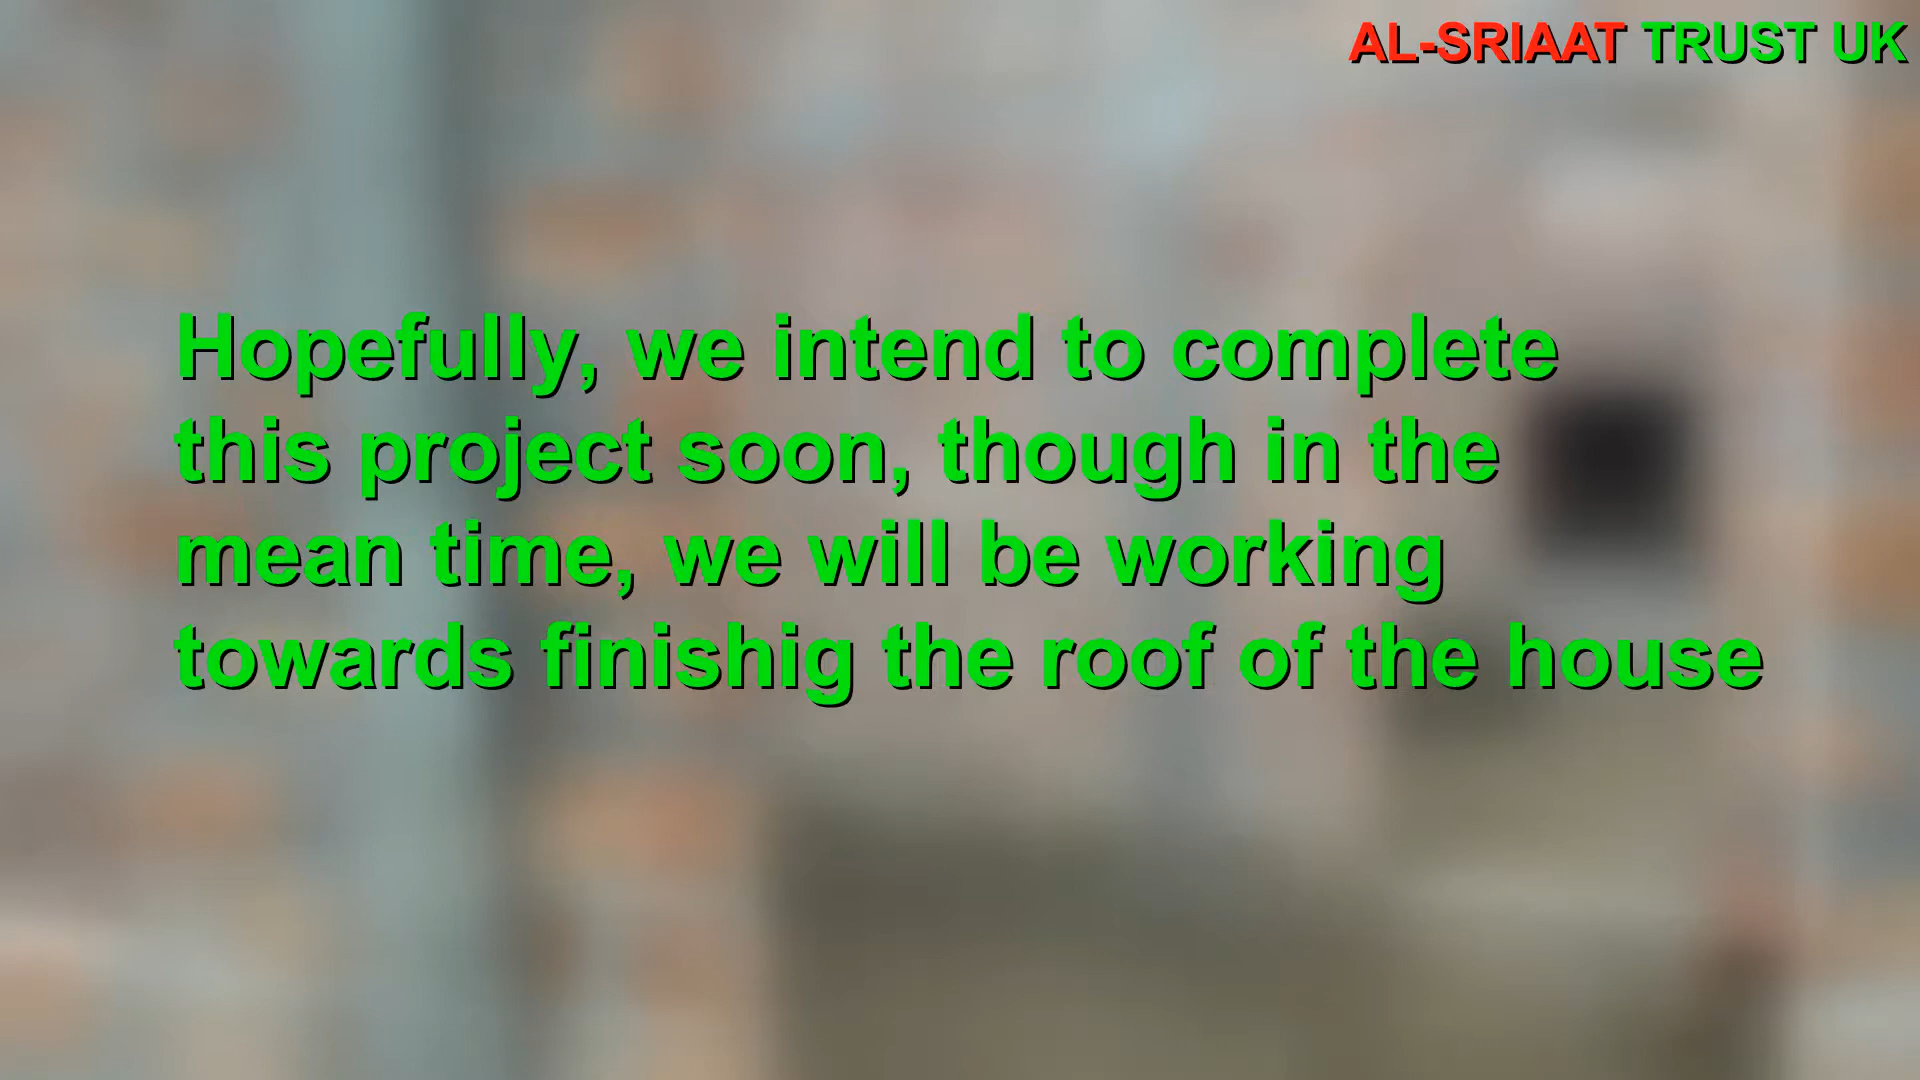 AL-SRIAAT TRUST UK
Hopefully, we intend to complete
this project soon, though in the
mean time, we will be working
towards finishig the roof of the house